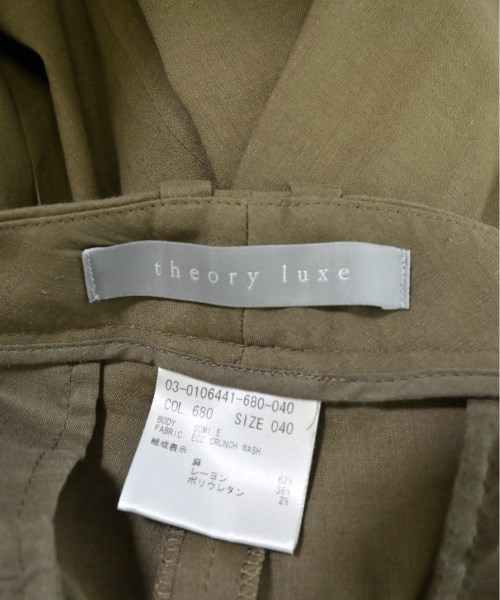 theory luxe
03-0106441-680-040
COL. 680 SIZE 040
BODY SOMI E
FABRIC ECO CRUNCH WASH
組成表示
麻 62%
レーヨン 36%
ポリウレタン 2%